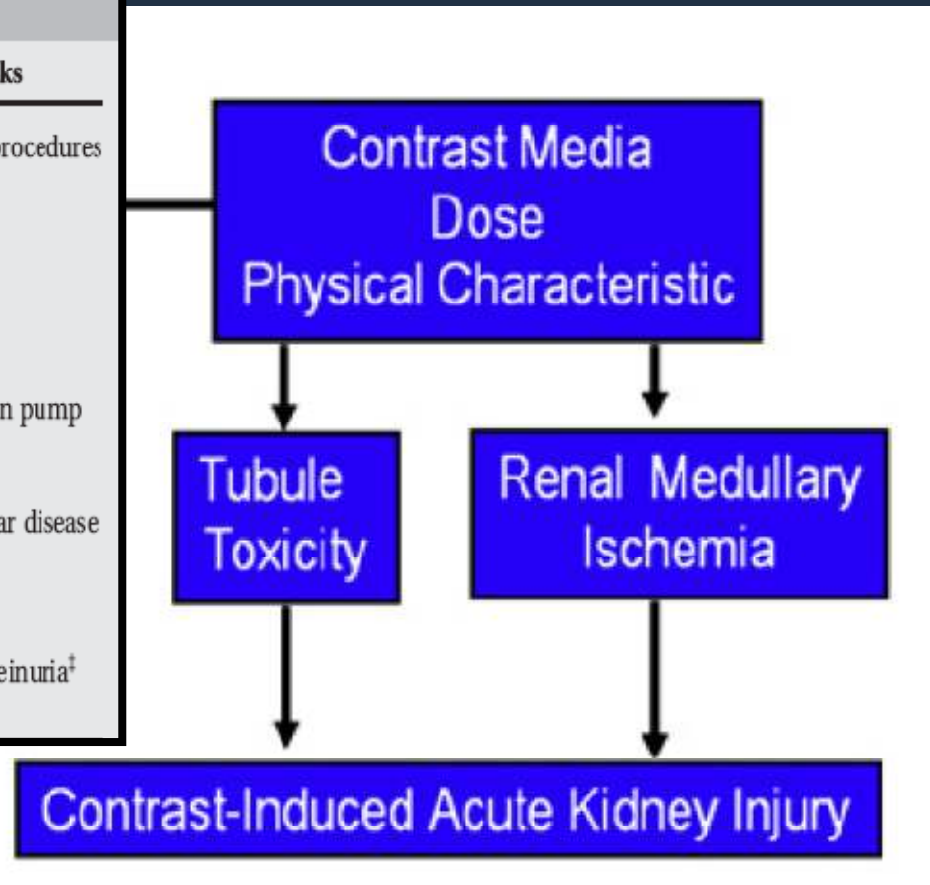 ks
rocedures
n pump
ar disease
einuria‡
Contrast Media
Dose
Physical Characteristic
Tubule
Toxicity
Renal Medullary
Ischemia
Contrast-Induced Acute Kidney Injury